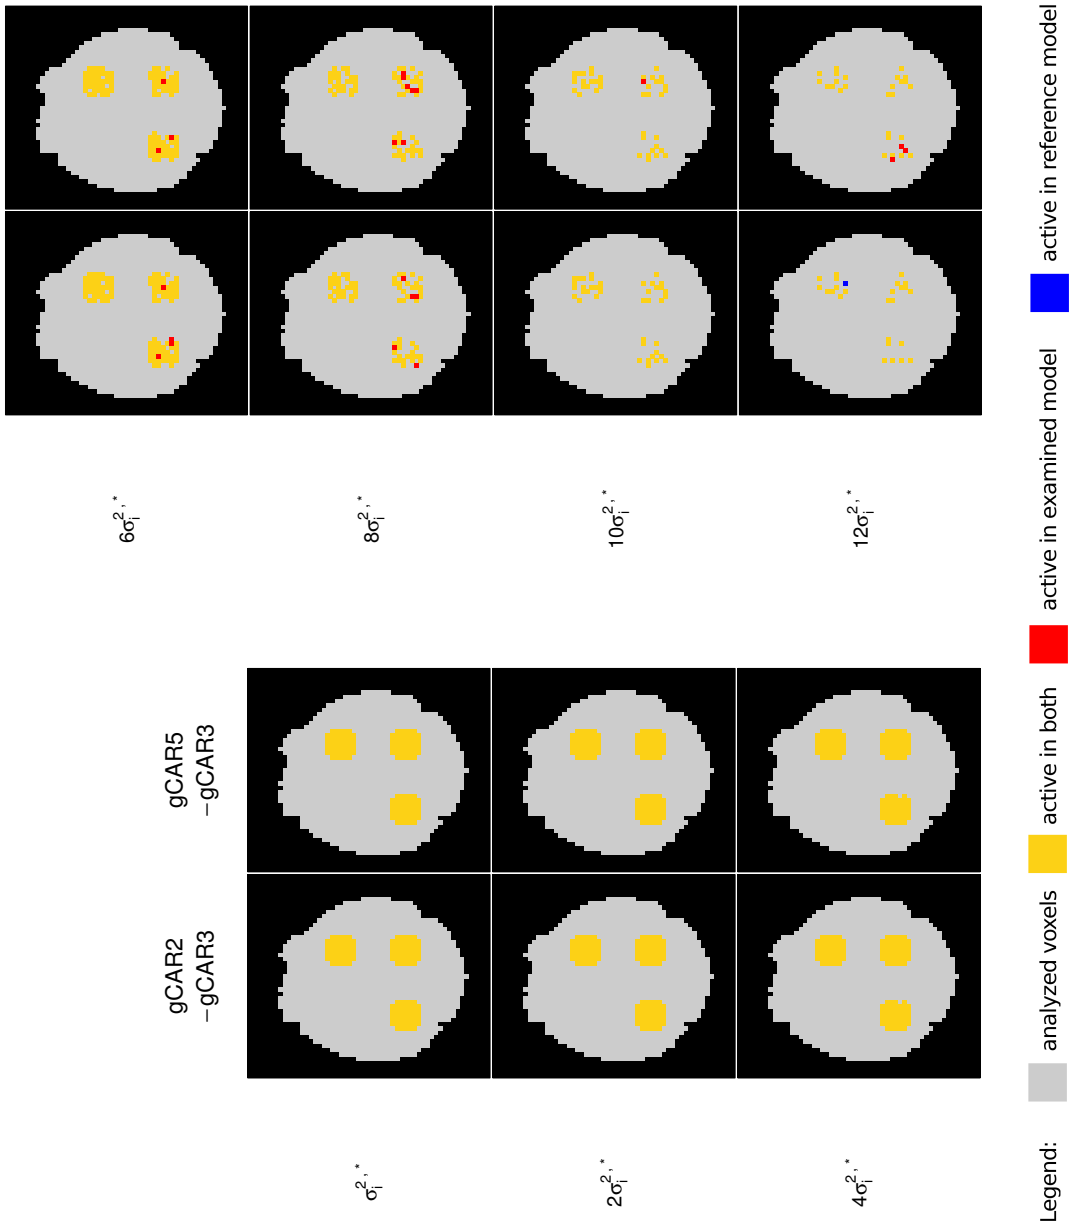 gCAR2
−gCAR3
gCAR5
−gCAR3
σᵢ²,*
2σᵢ²,*
4σᵢ²,*
6σᵢ²,*
8σᵢ²,*
10σᵢ²,*
12σᵢ²,*
Legend: analyzed voxels active in both active in examined model active in reference model